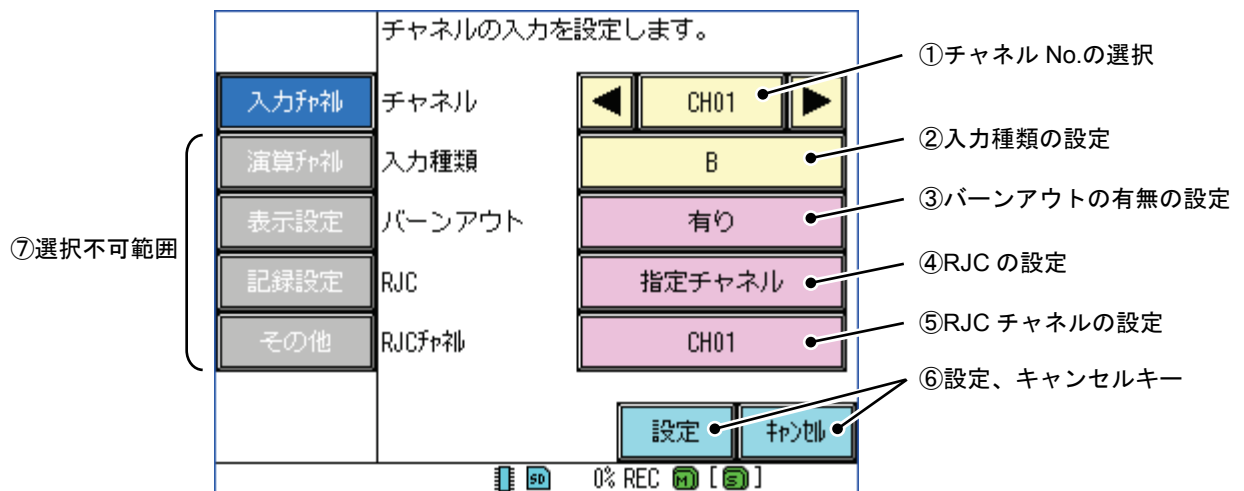 チャネルの入力を設定します。
入力ﾁｬﾈﾙ チャネル ◀ CH01 ▶
演算ﾁｬﾈﾙ 入力種類 B
表示設定 バーンアウト 有り
記録設定 RJC 指定チャネル
その他 RJCﾁｬﾈﾙ CH01
設定 ｷｬﾝｾﾙ
SD 0% REC M [S]
①チャネル No.の選択
②入力種類の設定
③バーンアウトの有無の設定
④RJC の設定
⑤RJC チャネルの設定
⑥設定、キャンセルキー
⑦選択不可範囲